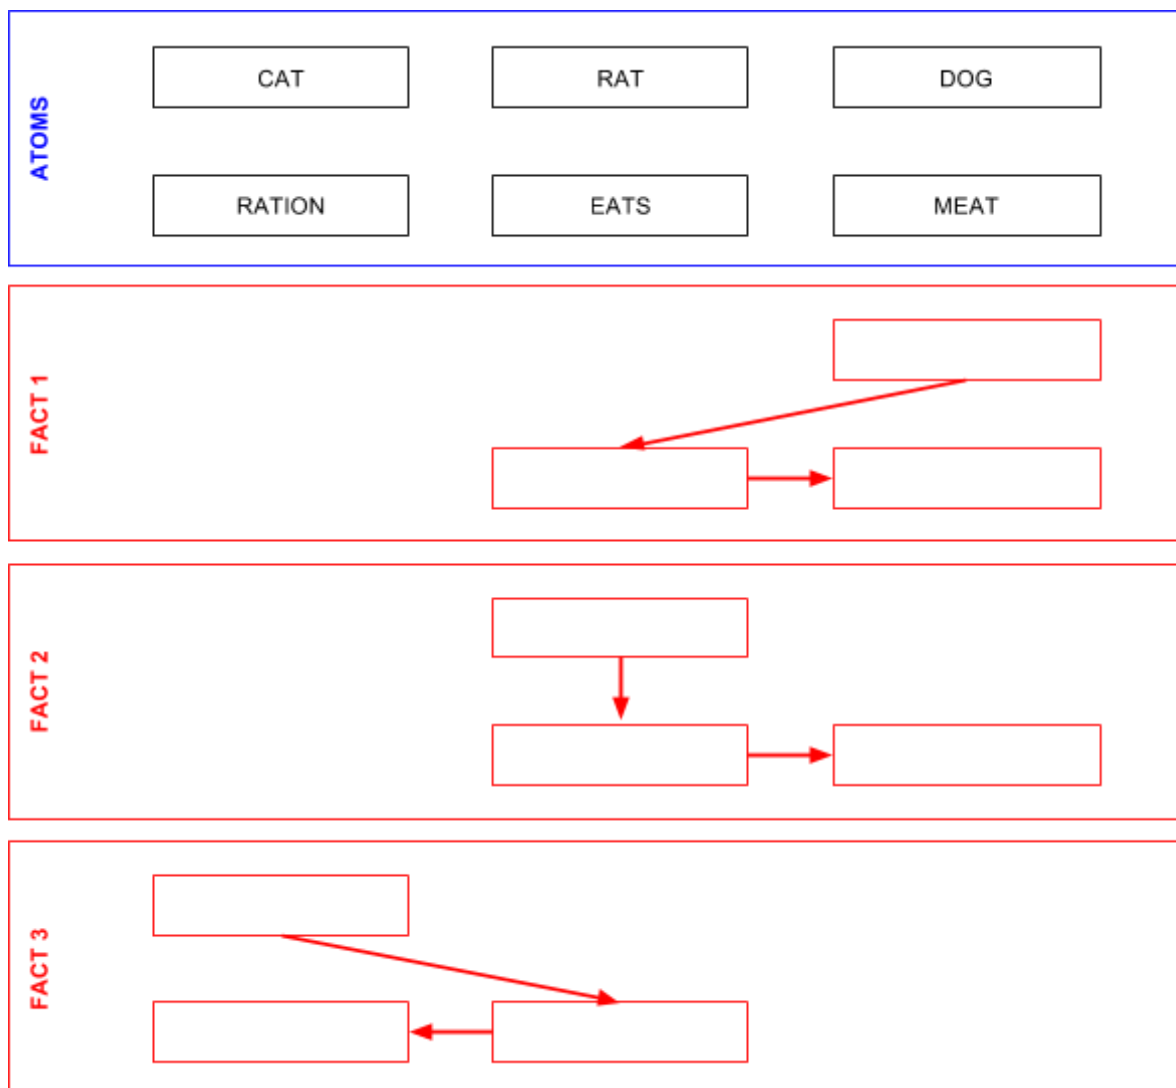 ATOMS
CAT
RAT
DOG
RATION
EATS
MEAT
FACT 1
FACT 2
FACT 3